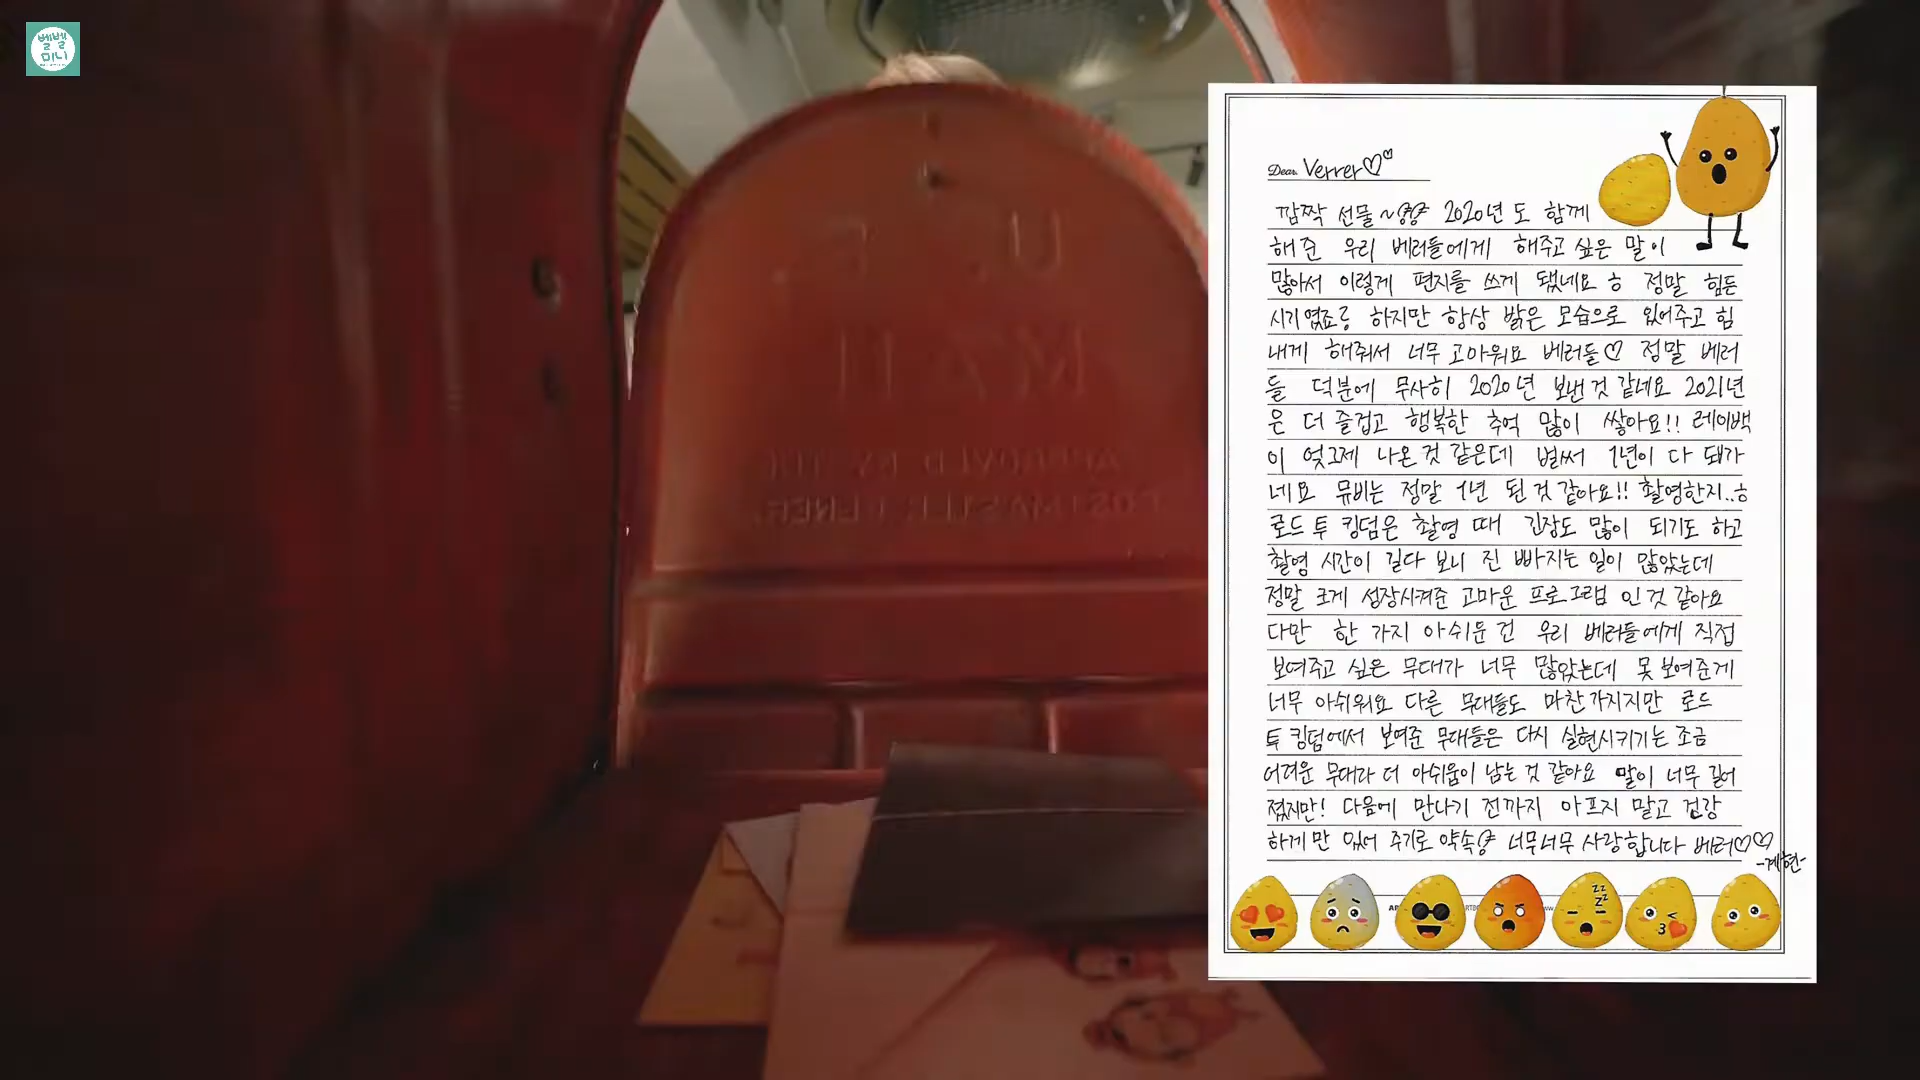 베벨
미니
U. S.
MAIL
APPROVED BY THE
Dear. Verrer♡♡
깜짝 선물~ 2020년 도 함께
해준 우리 베러들에게 해주고 싶은 말이
많아서 이렇게 편지를 쓰게 됐네요 ㅎ 정말 힘든
시기였죠ㅎ 하지만 항상 밝은 모습으로 있어주고 힘
내게 해줘서 너무 고마워요 베러들♡ 정말 베러
들 덕분에 무사히 2020년 보낸것 같네요 2021년
은 더 즐겁고 행복한 추억 많이 쌓아요!! 레이백
이 엊그제 나온것 같은데 벌써 1년이 다 돼가
네요 뮤비는 정말 1년 된것 같아요!! 촬영한지..ㅎ
로드 투 킹덤은 촬영 때 긴장도 많이 되기도 하고
촬영 시간이 길다 보니 진 빠지는 일이 많았는데
정말 크게 성장시켜준 고마운 프로그램 인것 같아요
다만 한 가지 아쉬운건 우리 베러들에게 직접
보여주고 싶은 무대가 너무 많았는데 못 보여준게
너무 아쉬워요 다른 무대들도 마찬가지지만 로드
투 킹덤에서 보여준 무대들은 다시 실현시키기는 조금
어려운 무대라 더 아쉬움이 남는 것 같아요 말이 너무 길어
졌지만! 다음에 만나기 전까지 아프지 말고 건강
하게만 있어 주기로 약속 너무너무 사랑합니다 베러♡♡
-계현-
zz
zz